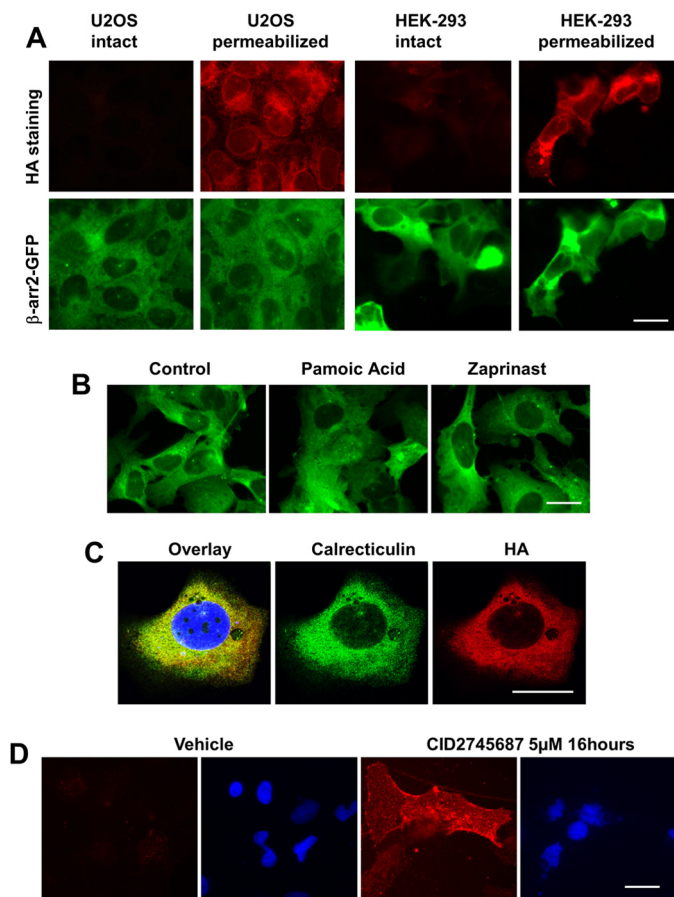 A
U2OS intact
U2OS permeabilized
HEK-293 intact
HEK-293 permeabilized
HA staining
β-arr2-GFP
B
Control
Pamoic Acid
Zaprinast
C
Overlay
Calrecticulin
HA
D
Vehicle
CID2745687 5µM 16hours